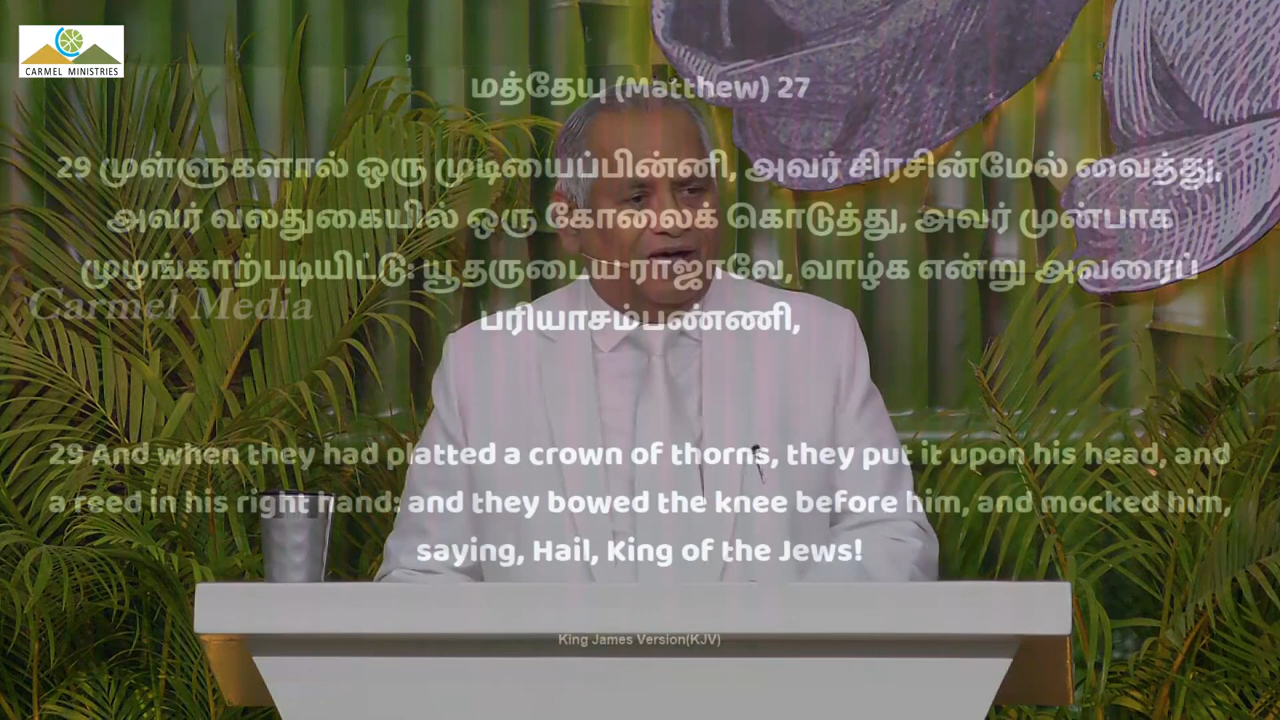 CARMEL MINISTRIES
மத்தேயு (Matthew) 27
29 முள்ளுகளால் ஒரு முடியைப்பின்னி, அவர் சிரசின்மேல் வைத்து,
அவர் வலதுகையில் ஒரு கோலைக் கொடுத்து, அவர் முன்பாக
முழங்காற்படியிட்டு: யூதருடைய ராஜாவே, வாழ்க என்று அவரைப்
Carmel Media
பரியாசம்பண்ணி,
29 And when they had platted a crown of thorns, they put it upon his head, and
a reed in his right hand: and they bowed the knee before him, and mocked him,
saying, Hail, King of the Jews!
King James Version(KJV)